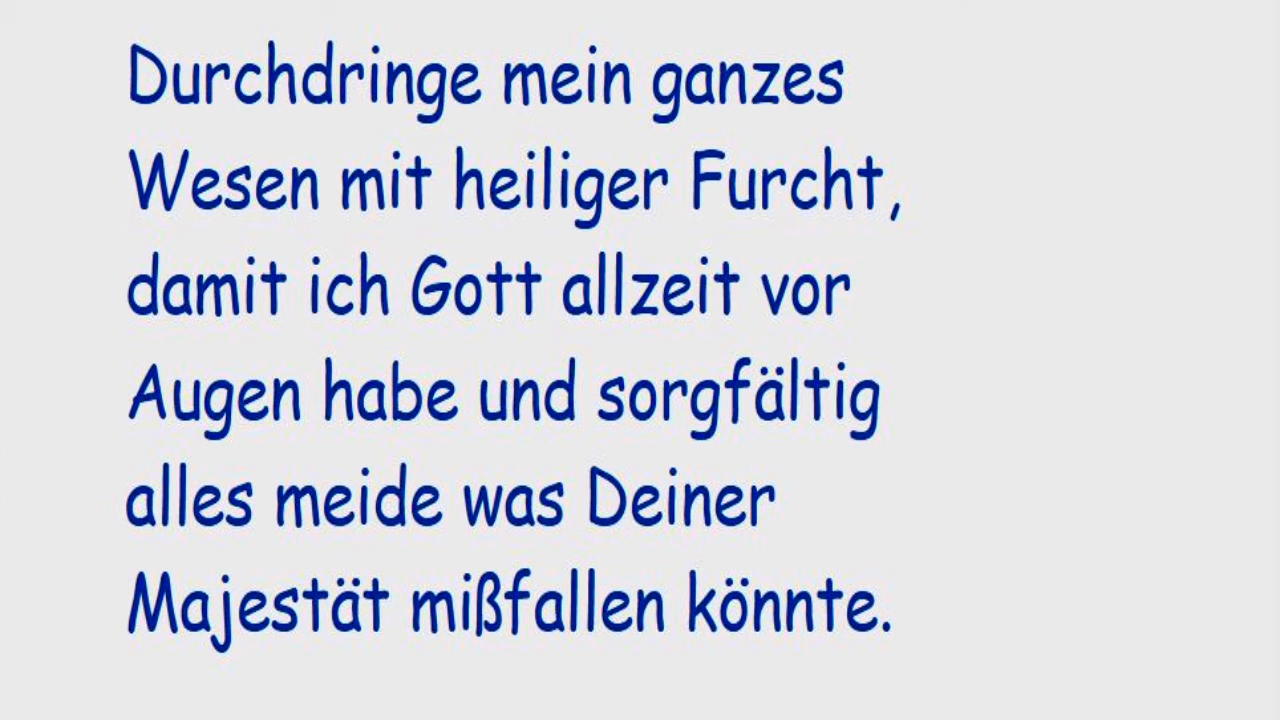 Durchdringe mein ganzes
Wesen mit heiliger Furcht,
damit ich Gott allzeit vor
Augen habe und sorgfältig
alles meide was Deiner
Majestät mißfallen könnte.